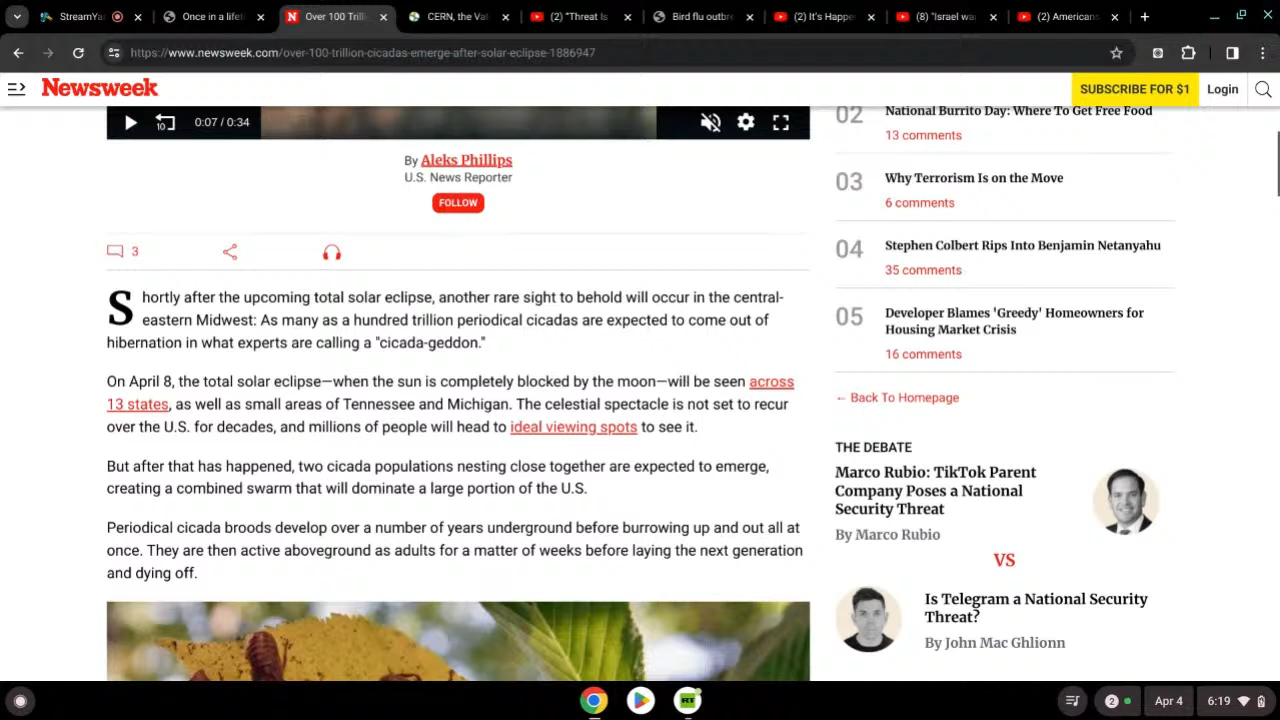 StreamYa
Once in a lifet
Over 100 Trilli
CERN, the Va
(2) "Threat Is
Bird flu outbre
(2) It's Happe
(8) "Israel wa
(2) Americans
https://www.newsweek.com/over-100-trillion-cicadas-emerge-after-solar-eclipse-1886947
Newsweek
SUBSCRIBE FOR $1
Login
10
0:07 / 0:34
By Aleks Phillips
U.S. News Reporter
FOLLOW
3
Shortly after the upcoming total solar eclipse, another rare sight to behold will occur in the central-
eastern Midwest: As many as a hundred trillion periodical cicadas are expected to come out of
hibernation in what experts are calling a "cicada-geddon."
On April 8, the total solar eclipse—when the sun is completely blocked by the moon—will be seen across
13 states, as well as small areas of Tennessee and Michigan. The celestial spectacle is not set to recur
over the U.S. for decades, and millions of people will head to ideal viewing spots to see it.
But after that has happened, two cicada populations nesting close together are expected to emerge,
creating a combined swarm that will dominate a large portion of the U.S.
Periodical cicada broods develop over a number of years underground before burrowing up and out all at
once. They are then active aboveground as adults for a matter of weeks before laying the next generation
and dying off.
02
National Burrito Day: Where To Get Free Food
13 comments
03
Why Terrorism Is on the Move
6 comments
04
Stephen Colbert Rips Into Benjamin Netanyahu
35 comments
05
Developer Blames 'Greedy' Homeowners for
Housing Market Crisis
16 comments
← Back To Homepage
THE DEBATE
Marco Rubio: TikTok Parent
Company Poses a National
Security Threat
By Marco Rubio
VS
Is Telegram a National Security
Threat?
By John Mac Ghlionn
RT
2
Apr 4
6:19